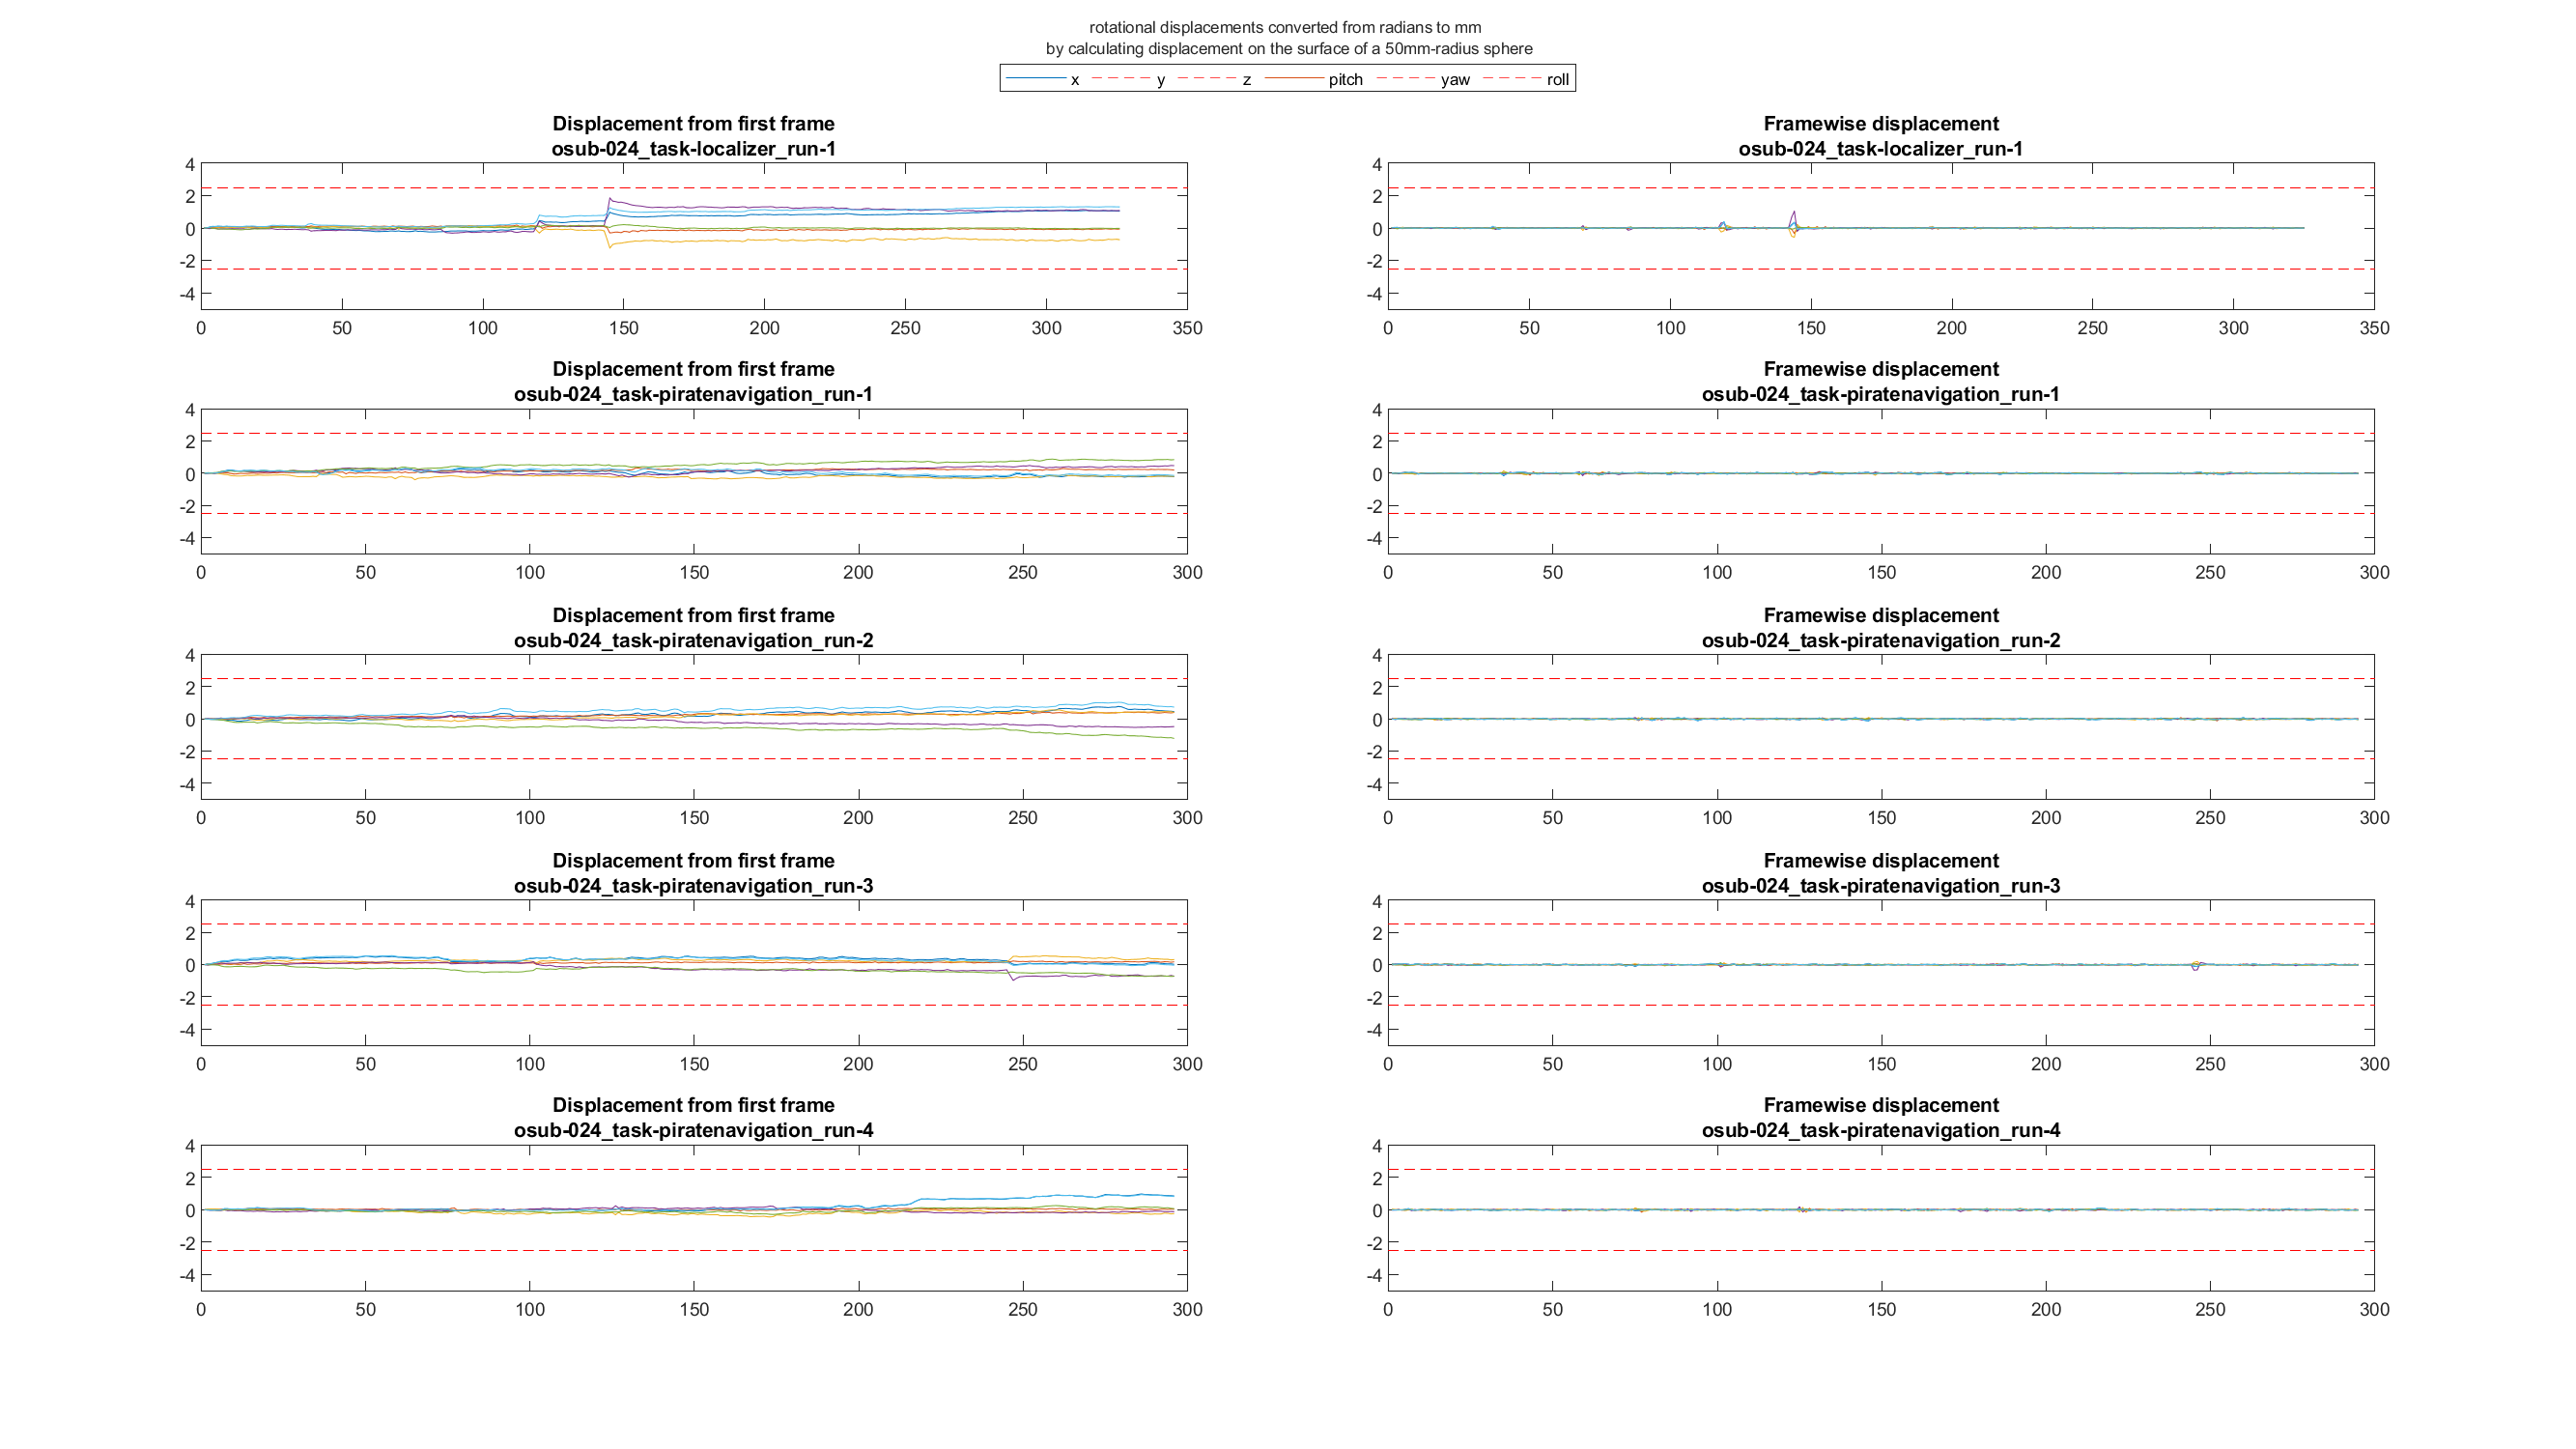 rotational displacements converted from radians to mm
by calculating displacement on the surface of a 50mm-radius sphere
x y z pitch yaw roll
Displacement from first frame
osub-024_task-localizer_run-1
4
2
0
-2
-4
0 50 100 150 200 250 300 350
Framewise displacement
osub-024_task-localizer_run-1
4
2
0
-2
-4
0 50 100 150 200 250 300 350
Displacement from first frame
osub-024_task-piratenavigation_run-1
4
2
0
-2
-4
0 50 100 150 200 250 300
Framewise displacement
osub-024_task-piratenavigation_run-1
4
2
0
-2
-4
0 50 100 150 200 250 300
Displacement from first frame
osub-024_task-piratenavigation_run-2
4
2
0
-2
-4
0 50 100 150 200 250 300
Framewise displacement
osub-024_task-piratenavigation_run-2
4
2
0
-2
-4
0 50 100 150 200 250 300
Displacement from first frame
osub-024_task-piratenavigation_run-3
4
2
0
-2
-4
0 50 100 150 200 250 300
Framewise displacement
osub-024_task-piratenavigation_run-3
4
2
0
-2
-4
0 50 100 150 200 250 300
Displacement from first frame
osub-024_task-piratenavigation_run-4
4
2
0
-2
-4
0 50 100 150 200 250 300
Framewise displacement
osub-024_task-piratenavigation_run-4
4
2
0
-2
-4
0 50 100 150 200 250 300